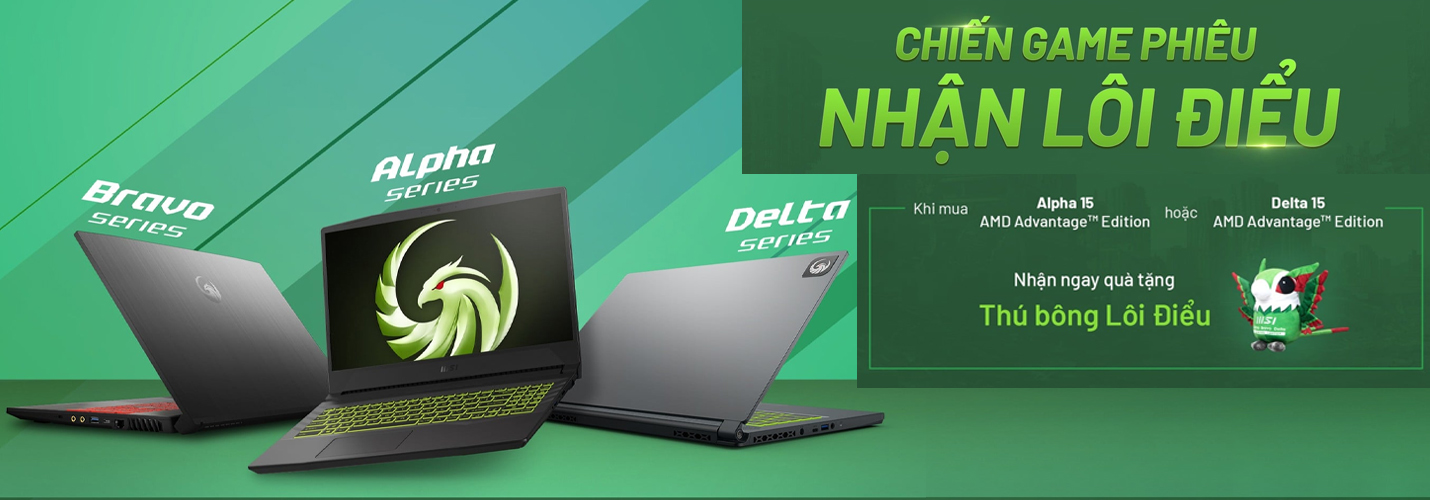 Bravo
series
Alpha
series
Delta
series
CHIẾN GAME PHIÊU
NHẬN LÔI ĐIỂU
Khi mua
Alpha 15
AMD Advantage™ Edition
hoặc
Delta 15
AMD Advantage™ Edition
Nhận ngay quà tặng
Thú bông Lôi Điểu
msi